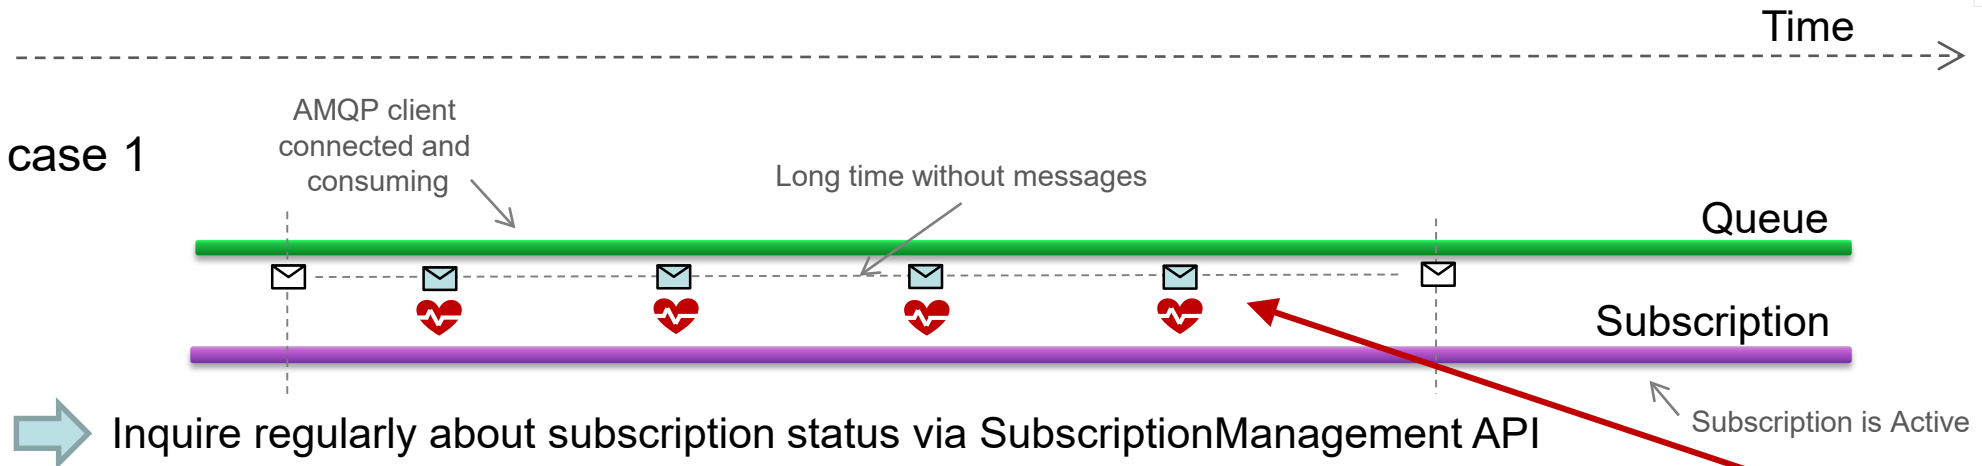 Time
AMQP client
connected and
consuming
case 1
Long time without messages
Queue
Subscription
Subscription is Active
Inquire regularly about subscription status via SubscriptionManagement API